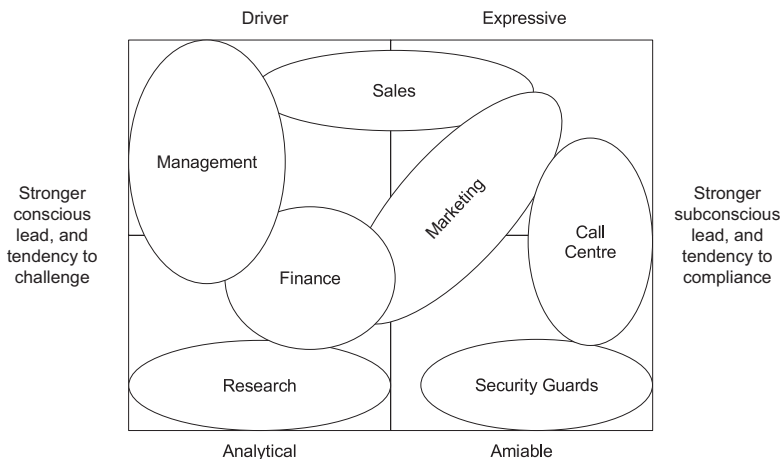 Driver
Expressive
Sales
Management
Marketing
Stronger
conscious
lead, and
tendency to
challenge
Call
Centre
Stronger
subconscious
lead, and
tendency to
compliance
Finance
Research
Security Guards
Analytical
Amiable